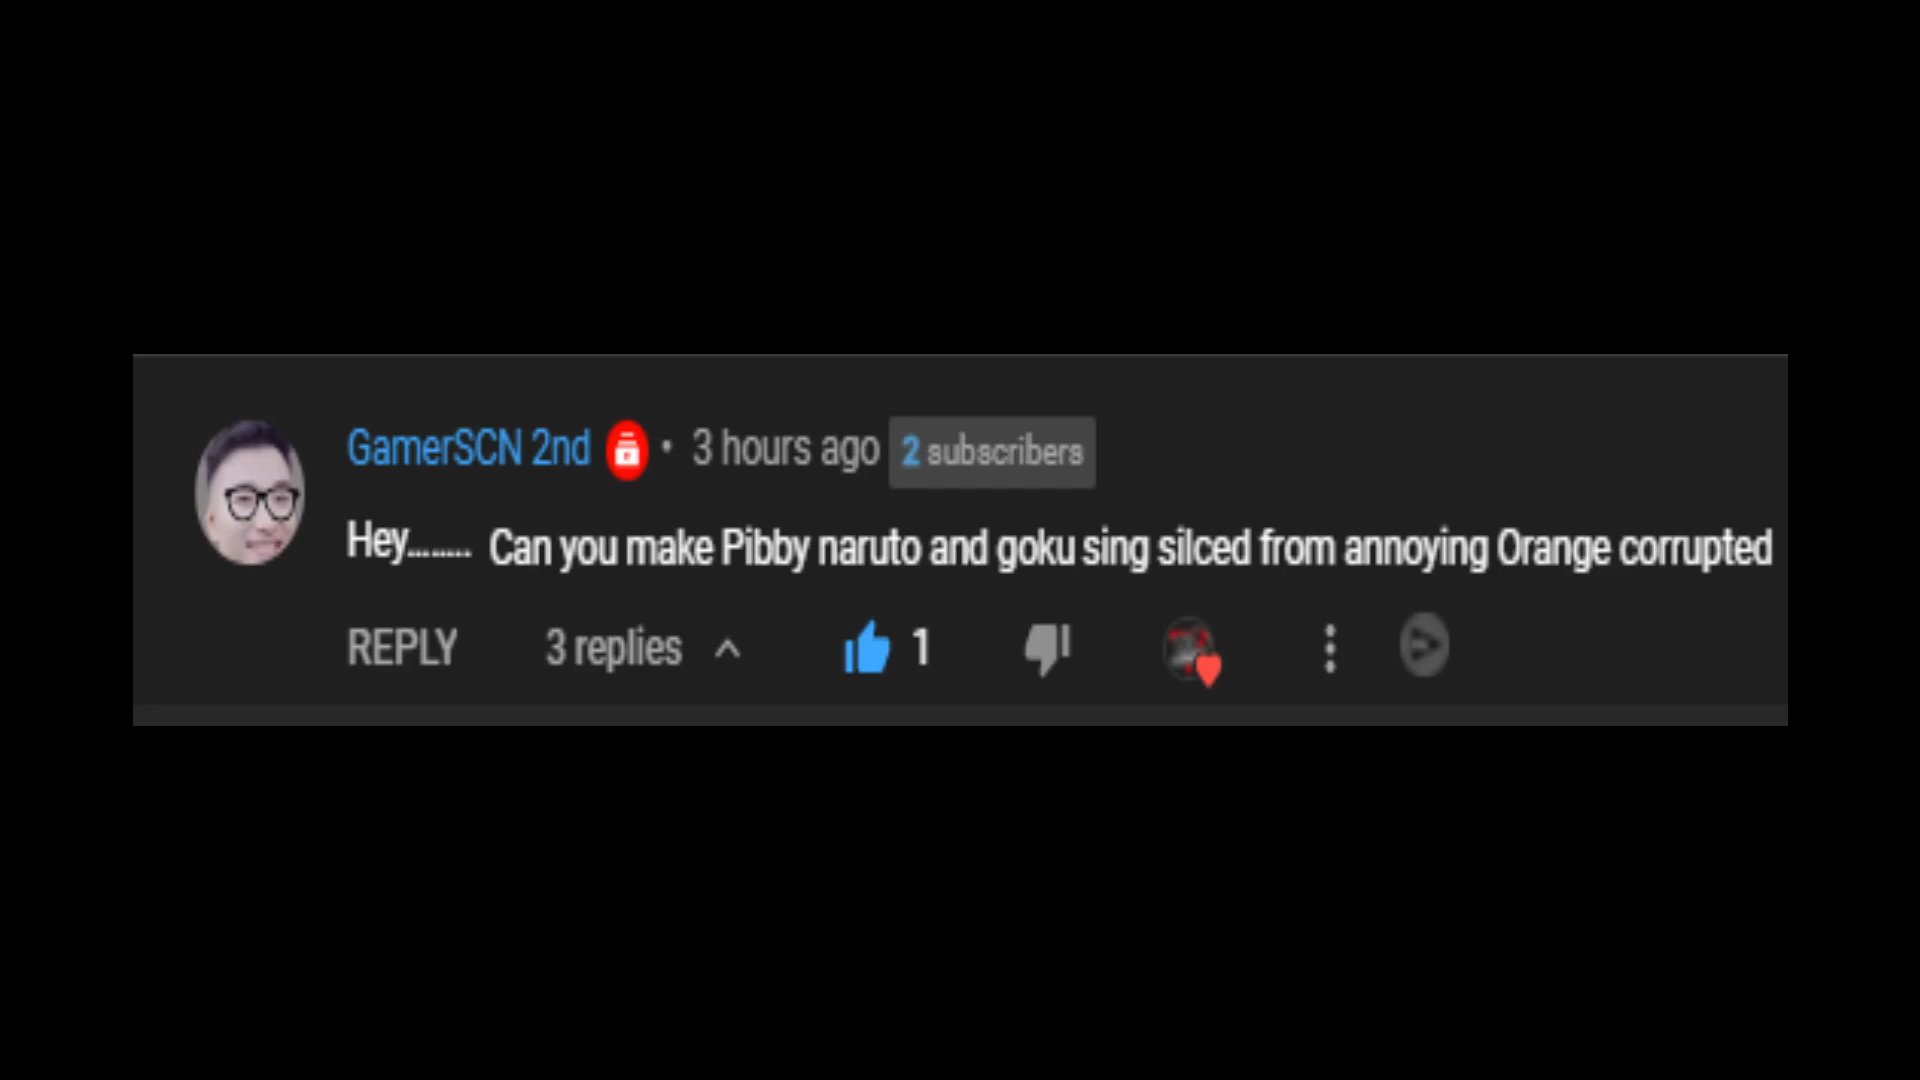 GamerSCN 2nd • 3 hours ago 2 subscribers
Hey........ Can you make Pibby naruto and goku sing silced from annoying Orange corrupted
REPLY 3 replies 1